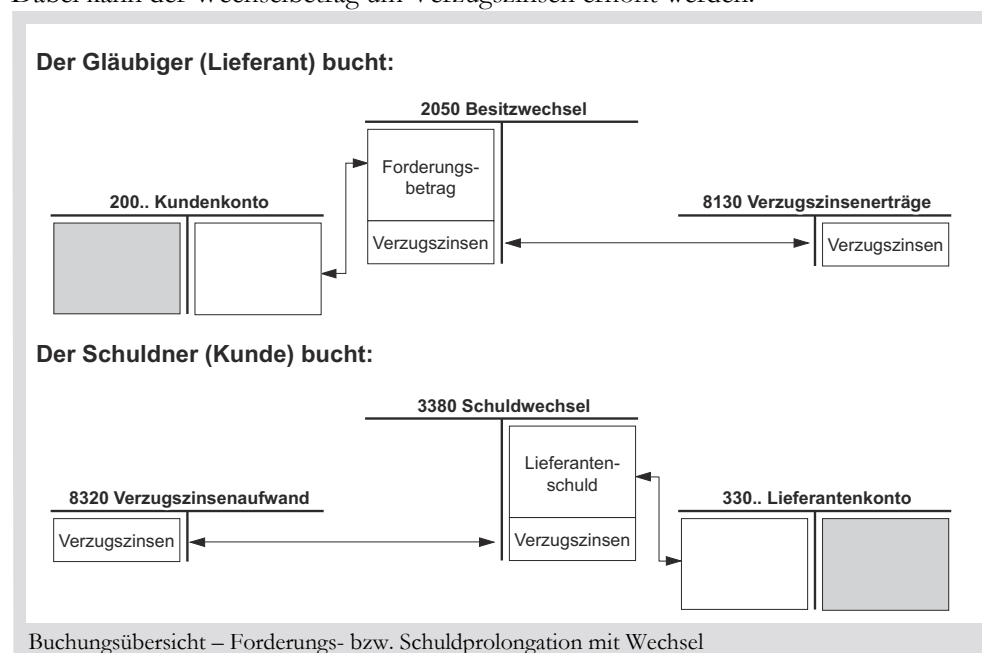 Dabei kann der Wechselbetrag um Verzugszinsen erhöht werden.
Der Gläubiger (Lieferant) bucht:
2050 Besitzwechsel
Forderungs-
betrag
200.. Kundenkonto
8130 Verzugszinsenerträge
Verzugszinsen
Verzugszinsen
Der Schuldner (Kunde) bucht:
3380 Schuldwechsel
Lieferanten-
schuld
8320 Verzugszinsenaufwand
330.. Lieferantenkonto
Verzugszinsen
Verzugszinsen
Buchungsübersicht – Forderungs- bzw. Schuldprolongation mit Wechsel